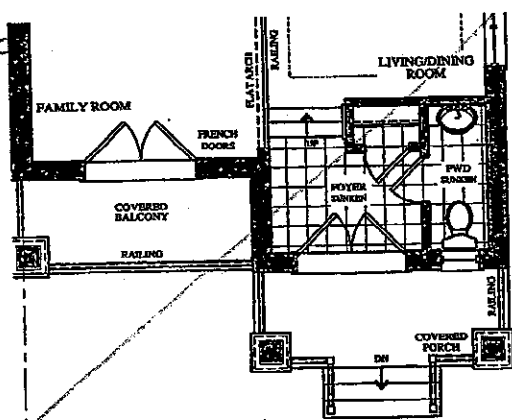 FLAT ARCH
RAILING
LIVING/DINING
ROOM
FAMILY ROOM
FRENCH
DOORS
UP
FOYER
SUNKEN
PWD
SUNKEN
COVERED
BALCONY
RAILING
RAILING
COVERED
PORCH
DN